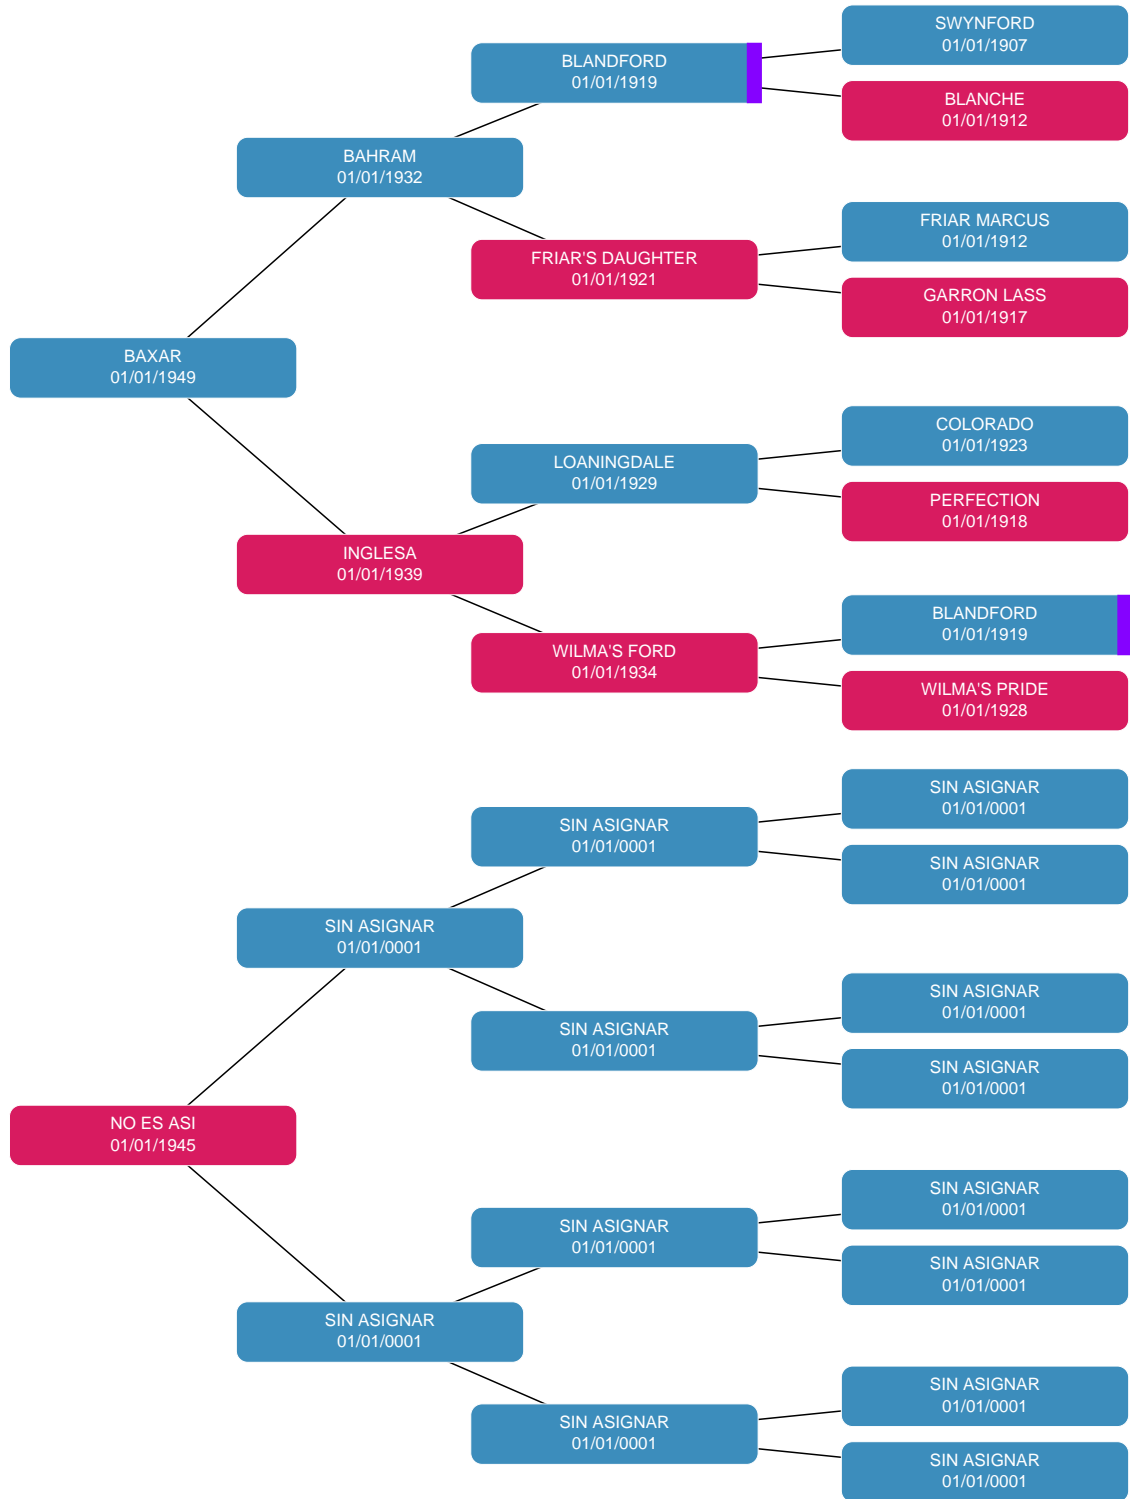 SWYNFORD
01/01/1907
BLANDFORD
01/01/1919
BLANCHE
01/01/1912
BAHRAM
01/01/1932
FRIAR MARCUS
01/01/1912
FRIAR'S DAUGHTER
01/01/1921
GARRON LASS
01/01/1917
BAXAR
01/01/1949
COLORADO
01/01/1923
LOANINGDALE
01/01/1929
PERFECTION
01/01/1918
INGLESA
01/01/1939
BLANDFORD
01/01/1919
WILMA'S FORD
01/01/1934
WILMA'S PRIDE
01/01/1928
SIN ASIGNAR
01/01/0001
SIN ASIGNAR
01/01/0001
SIN ASIGNAR
01/01/0001
SIN ASIGNAR
01/01/0001
SIN ASIGNAR
01/01/0001
SIN ASIGNAR
01/01/0001
SIN ASIGNAR
01/01/0001
NO ES ASI
01/01/1945
SIN ASIGNAR
01/01/0001
SIN ASIGNAR
01/01/0001
SIN ASIGNAR
01/01/0001
SIN ASIGNAR
01/01/0001
SIN ASIGNAR
01/01/0001
SIN ASIGNAR
01/01/0001
SIN ASIGNAR
01/01/0001